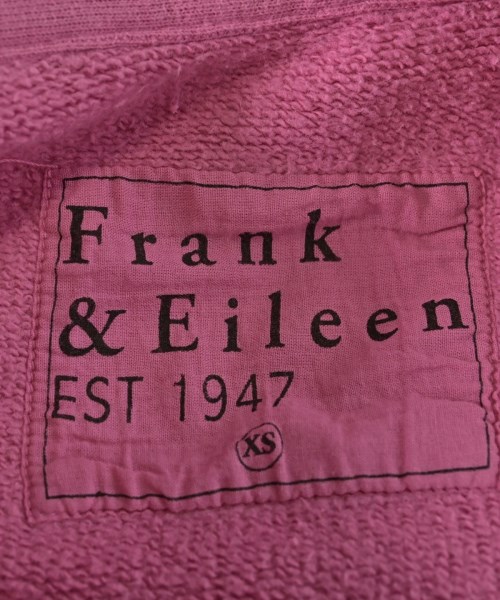 Frank
& Eileen
EST 1947
XS